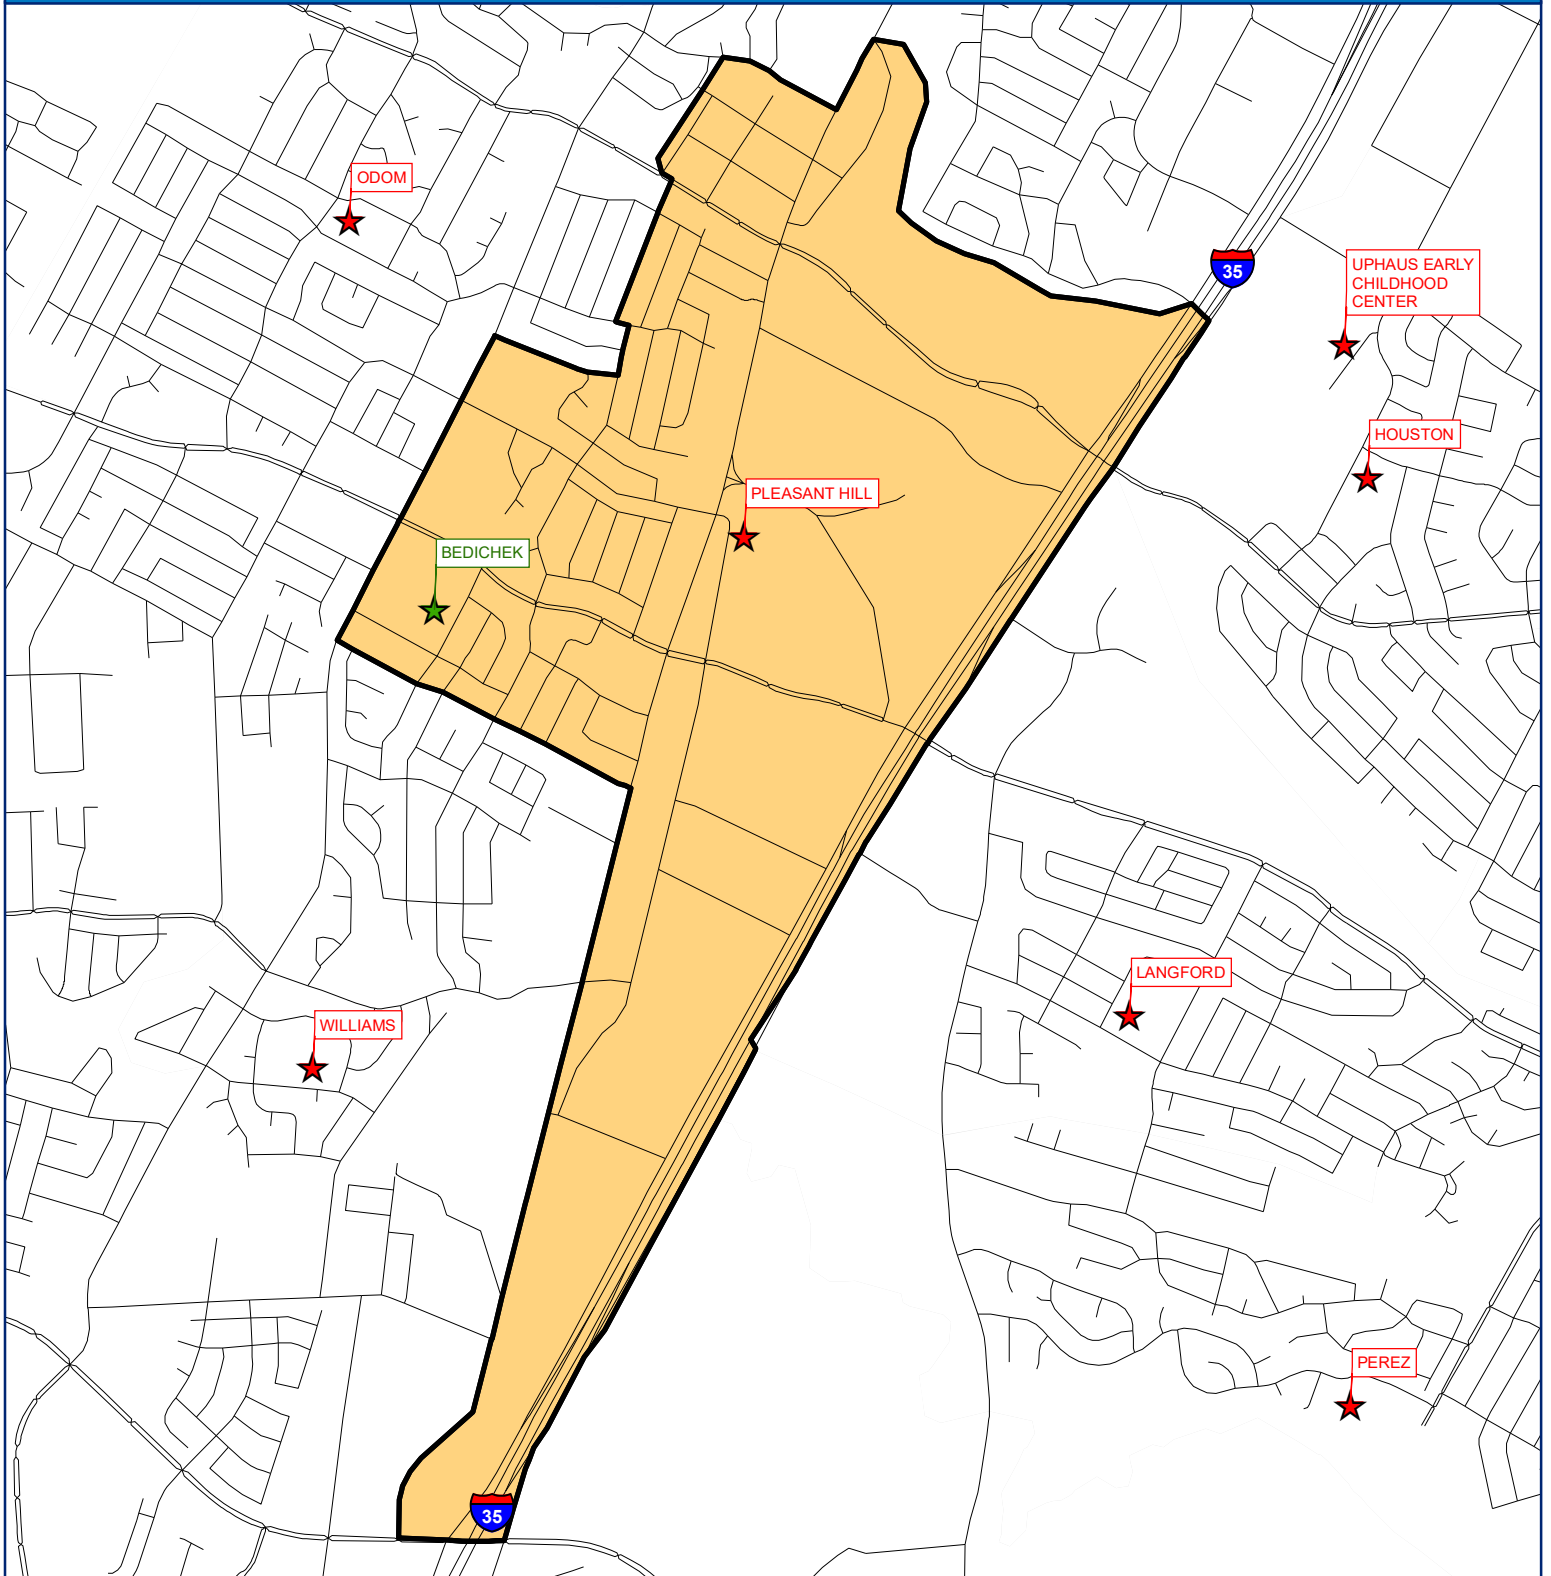 ODOM
35
UPHAUS EARLY
CHILDHOOD
CENTER
HOUSTON
PLEASANT HILL
BEDICHEK
LANGFORD
WILLIAMS
PEREZ
35